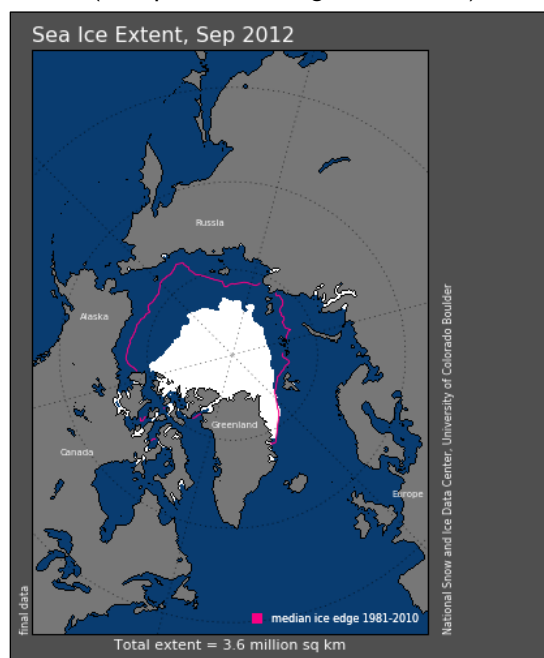 Sea Ice Extent, Sep 2012
Russia
Alaska
Greenland
Canada
Europe
median ice edge 1981-2010
Total extent = 3.6 million sq km
final data
National Snow and Ice Data Center, University of Colorado Boulder